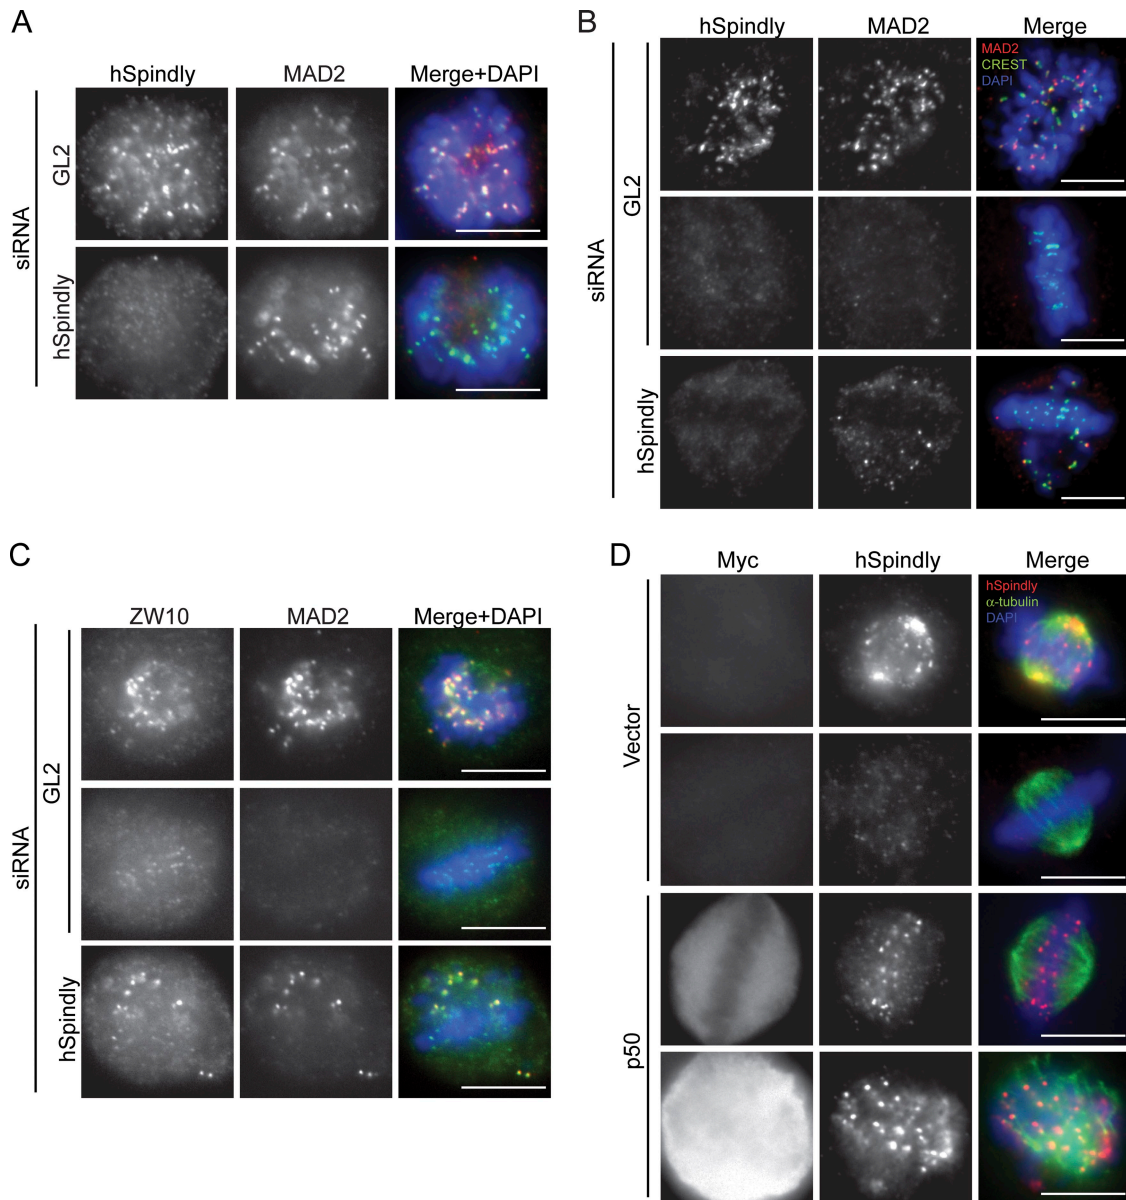 A
hSpindly MAD2 Merge+DAPI
siRNA
GL2
hSpindly
B
hSpindly MAD2 Merge
MAD2
CREST
DAPI
siRNA
GL2
hSpindly
C
ZW10 MAD2 Merge+DAPI
siRNA
GL2
hSpindly
D
Myc hSpindly Merge
hSpindly
α-tubulin
DAPI
Vector
p50